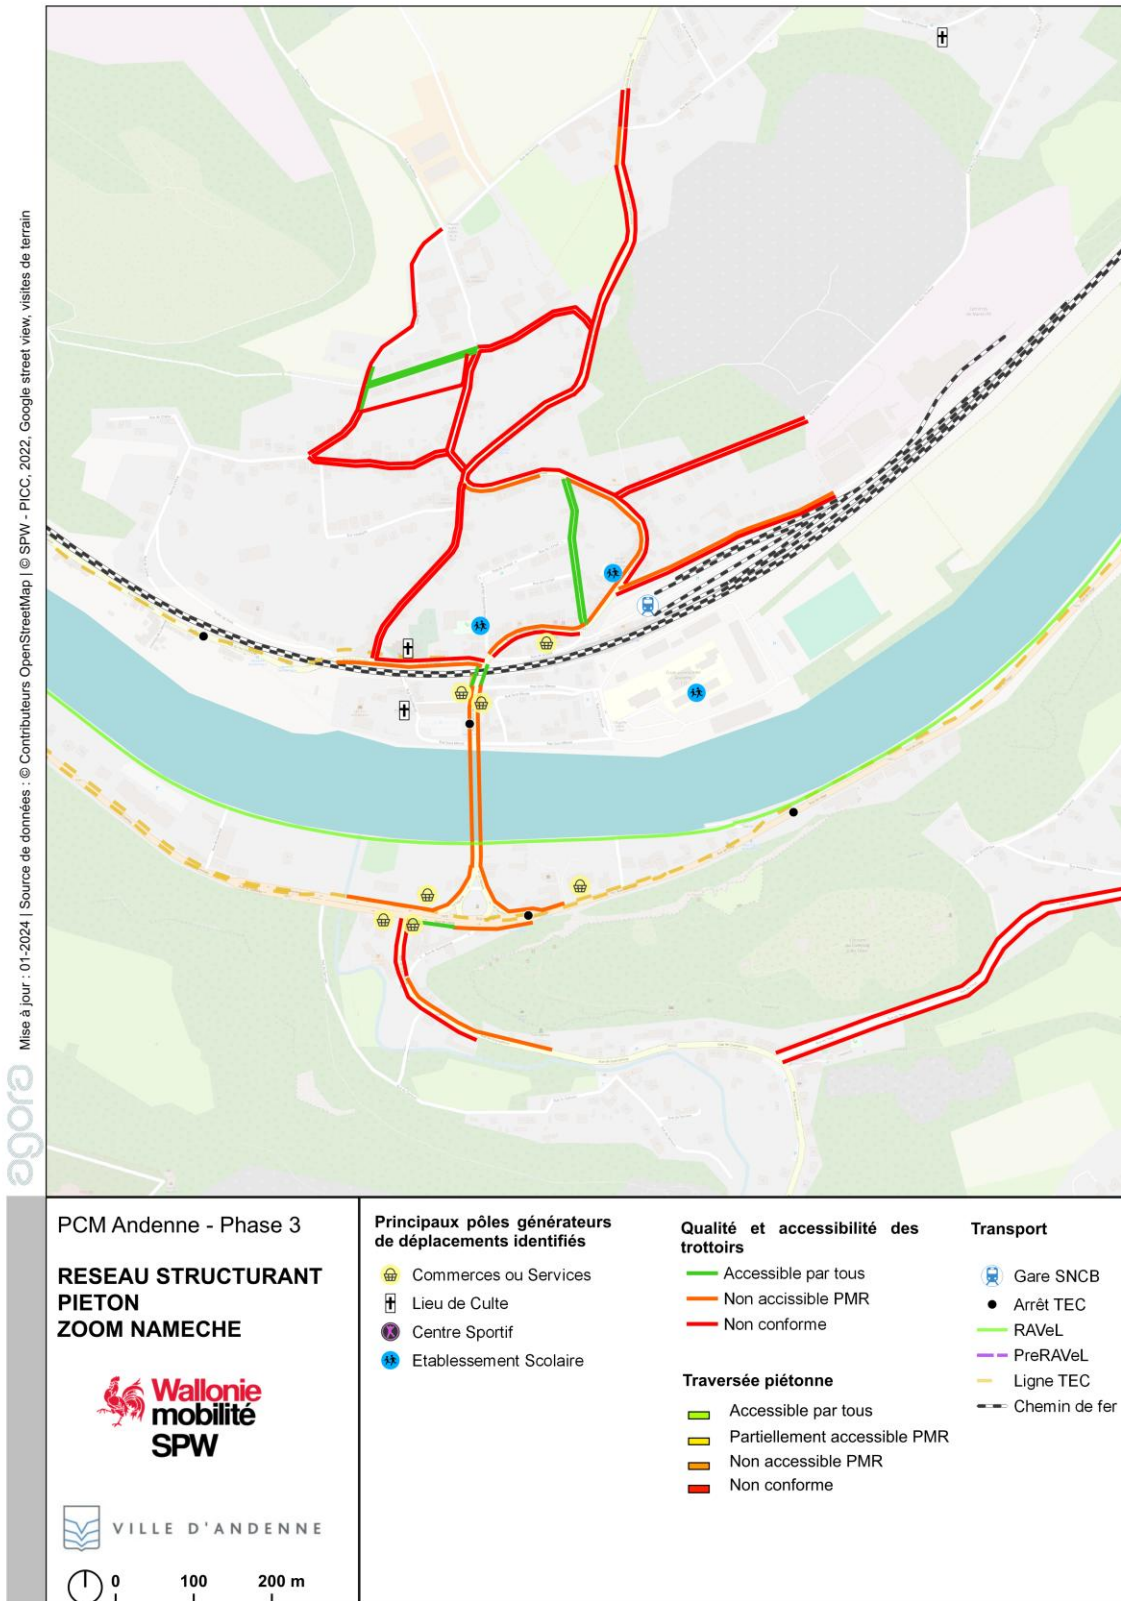 Mise à jour : 01-2024 | Source de données : © Contributeurs OpenStreetMap | © SPW - PICC, 2022, Google street view, visites de terrain
agora
PCM Andenne - Phase 3
RESEAU STRUCTURANT
PIETON
ZOOM NAMECHE
Wallonie
mobilité
SPW
VILLE D'ANDENNE
0 100 200 m
Principaux pôles générateurs
de déplacements identifiés
Commerces ou Services
Lieu de Culte
Centre Sportif
Etablissement Scolaire
Qualité et accessibilité des
trottoirs
Accessible par tous
Non accissible PMR
Non conforme
Traversée piétonne
Accessible par tous
Partiellement accessible PMR
Non accessible PMR
Non conforme
Transport
Gare SNCB
Arrêt TEC
RAVeL
PreRAVeL
Ligne TEC
Chemin de fer